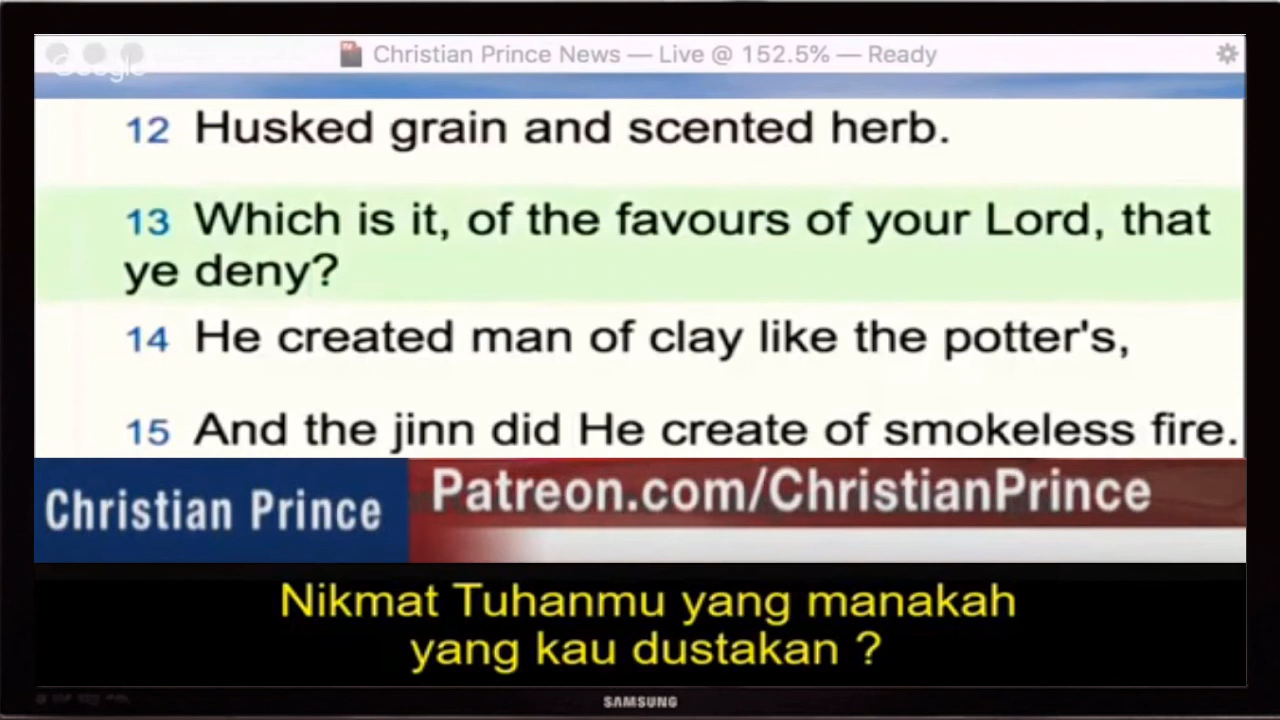 Christian Prince News — Live @ 152.5% — Ready
Google
12 Husked grain and scented herb.
13 Which is it, of the favours of your Lord, that
ye deny?
14 He created man of clay like the potter's,
15 And the jinn did He create of smokeless fire.
Christian Prince
Patreon.com/ChristianPrince
Nikmat Tuhanmu yang manakah
yang kau dustakan ?
SAMSUNG